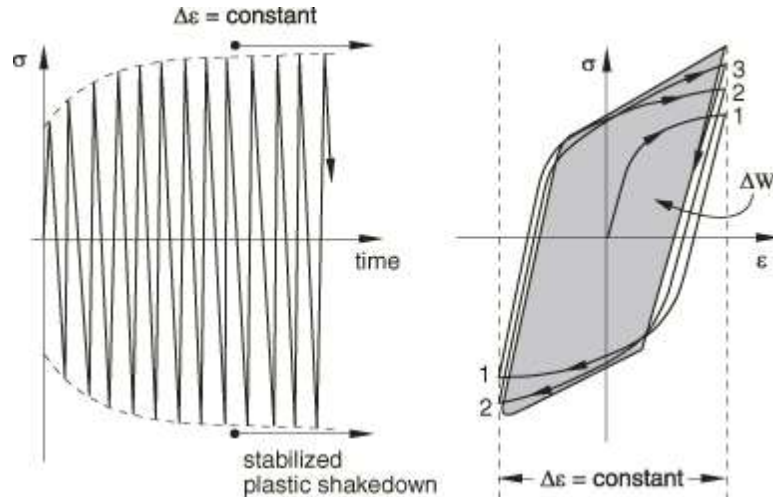 Δε = constant
σ
time
stabilized
plastic shakedown
σ
3
2
1
ΔW
ε
1
2
Δε = constant